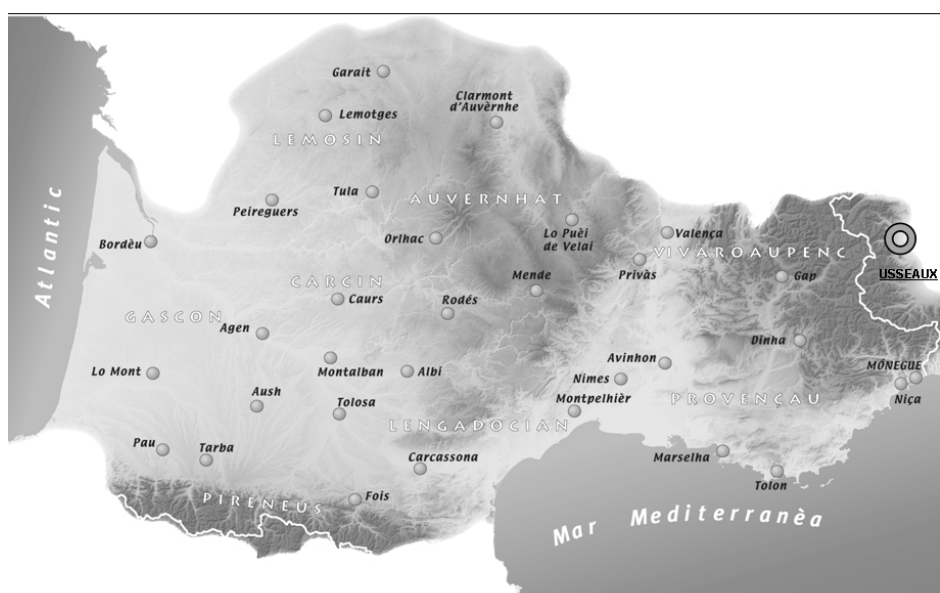 Garait
Clarmont
d'Auvèrnhe
Lemotges
LEMOSIN
Tula
AUVERNHAT
Peireguers
Atlantic
Bordèu
Orlhac
Lo Puèi
de Velai
Valença
VIVAROAUPENC
Privàs
Gap
USSEAUX
Mende
CARCIN
Caurs
Rodés
GASCON
Agen
Dinha
Avinhon
MÔNEGUE
Lo Mont
Montalban
Albi
Nimes
Niça
Aush
Tolosa
Montpelhièr
PROVENÇAU
LENGADOCIAN
Pau
Tarba
Carcassona
Marselha
Tolon
PIRENEUS
Fois
Mar Mediterranèa